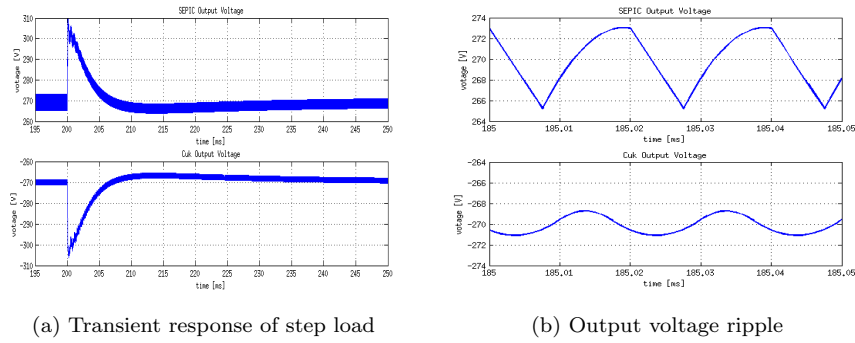 SEPIC Output Voltage
310
300
290
280
270
260
votage [V]
195 200 205 210 215 220 225 230 235 240 245 250
time [ms]
Cuk Output Voltage
-260
-270
-280
-290
-300
-310
votage [V]
195 200 205 210 215 220 225 230 235 240 245 250
time [ms]
(a) Transient response of step load
SEPIC Output Voltage
274
272
270
268
266
264
votage [V]
185 185.01 185.02 185.03 185.04 185.05
time [ms]
Cuk Output Voltage
-264
-266
-268
-270
-272
-274
votage [V]
185 185.01 185.02 185.03 185.04 185.05
time [ms]
(b) Output voltage ripple